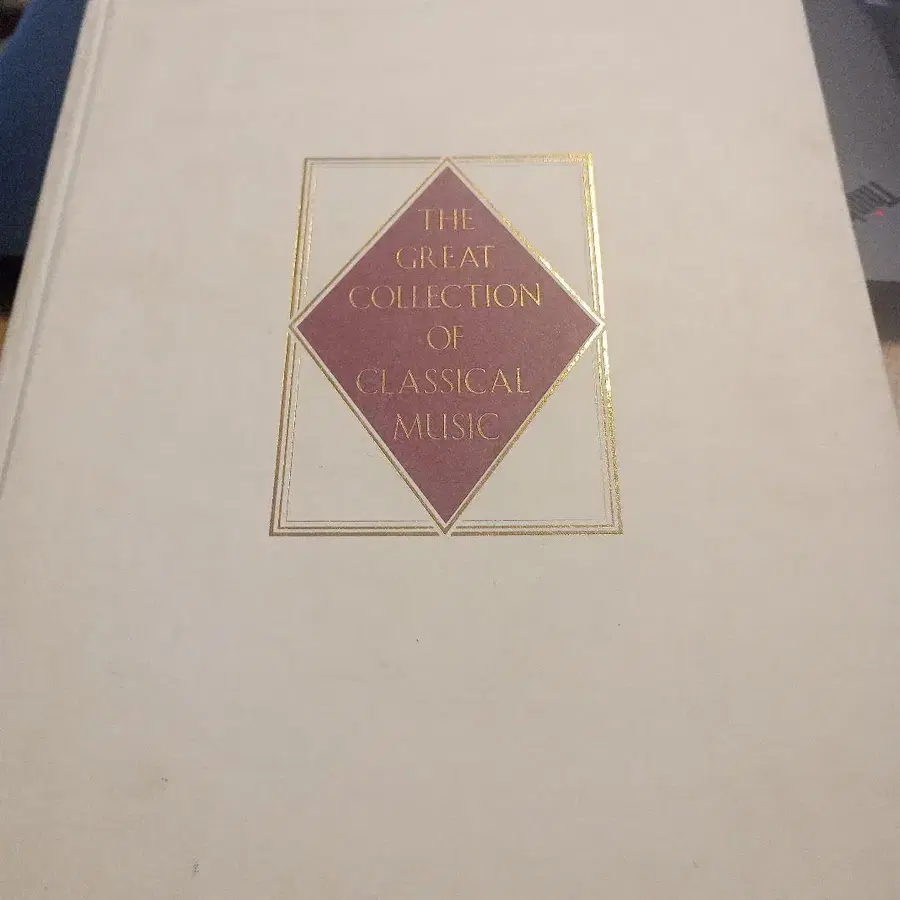 THE
GREAT
COLLECTION
OF
CLASSICAL
MUSIC